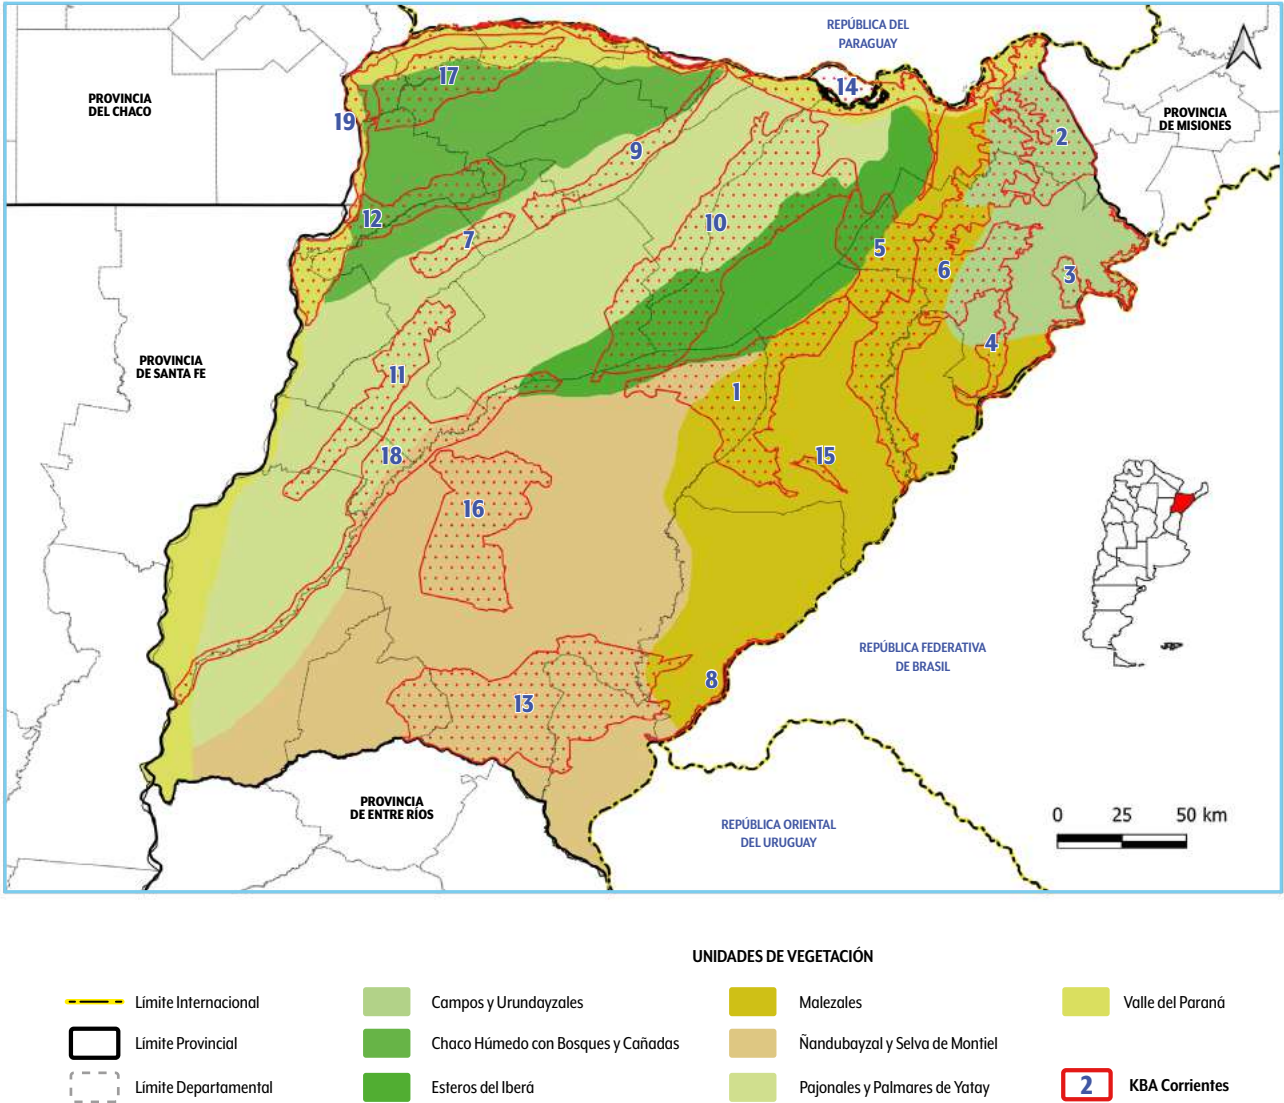 REPÚBLICA DEL
PARAGUAY
17
14
PROVINCIA
DEL CHACO
PROVINCIA
DE MISIONES
19
2
9
12
7
10
5
6
3
PROVINCIA
DE SANTA FE
4
11
1
18
15
16
REPÚBLICA FEDERATIVA
DE BRASIL
8
13
PROVINCIA
DE ENTRE RÍOS
REPÚBLICA ORIENTAL
DEL URUGUAY
0 25 50 km
UNIDADES DE VEGETACIÓN
Límite Internacional
Campos y Urundayzales
Malezales
Valle del Paraná
Límite Provincial
Chaco Húmedo con Bosques y Cañadas
Ñandubayzal y Selva de Montiel
Límite Departamental
Esteros del Iberá
Pajonales y Palmares de Yatay
2 KBA Corrientes